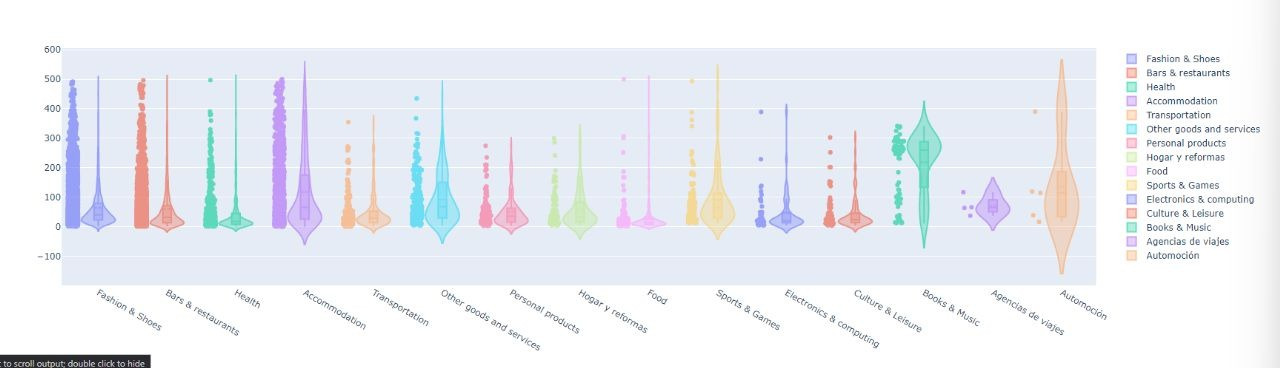 600
500
400
300
200
100
0
−100
Fashion & Shoes
Bars & restaurants
Health
Accommodation
Transportation
Other goods and services
Personal products
Hogar y reformas
Food
Sports & Games
Electronics & computing
Culture & Leisure
Books & Music
Agencias de viajes
Automoción
Fashion & Shoes
Bars & restaurants
Health
Accommodation
Transportation
Other goods and services
Personal products
Hogar y reformas
Food
Sports & Games
Electronics & computing
Culture & Leisure
Books & Music
Agencias de viajes
Automoción
to scroll output; double click to hide